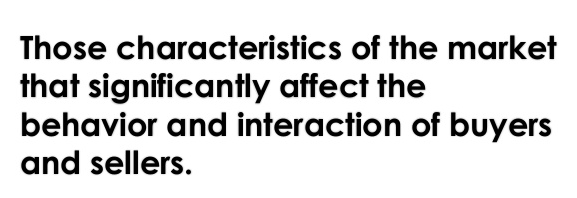 Those characteristics of the market
that significantly affect the
behavior and interaction of buyers
and sellers.